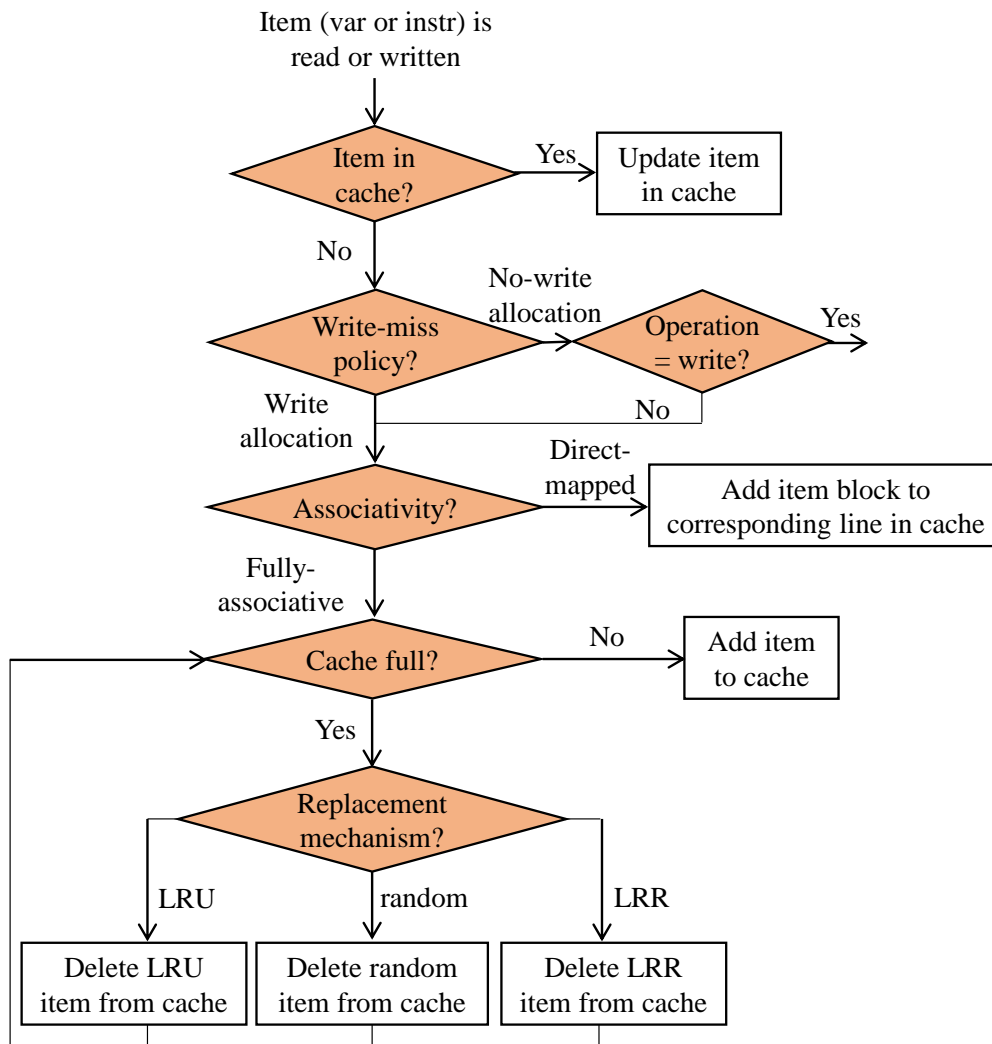 Item (var or instr) is
read or written
Item in
cache?
Yes
Update item
in cache
No
No-write
allocation
Write-miss
policy?
Operation
= write?
Yes
Write
allocation
No
Direct-
mapped
Associativity?
Add item block to
corresponding line in cache
Fully-
associative
Cache full?
No
Add item
to cache
Yes
Replacement
mechanism?
LRU
random
LRR
Delete LRU
item from cache
Delete random
item from cache
Delete LRR
item from cache